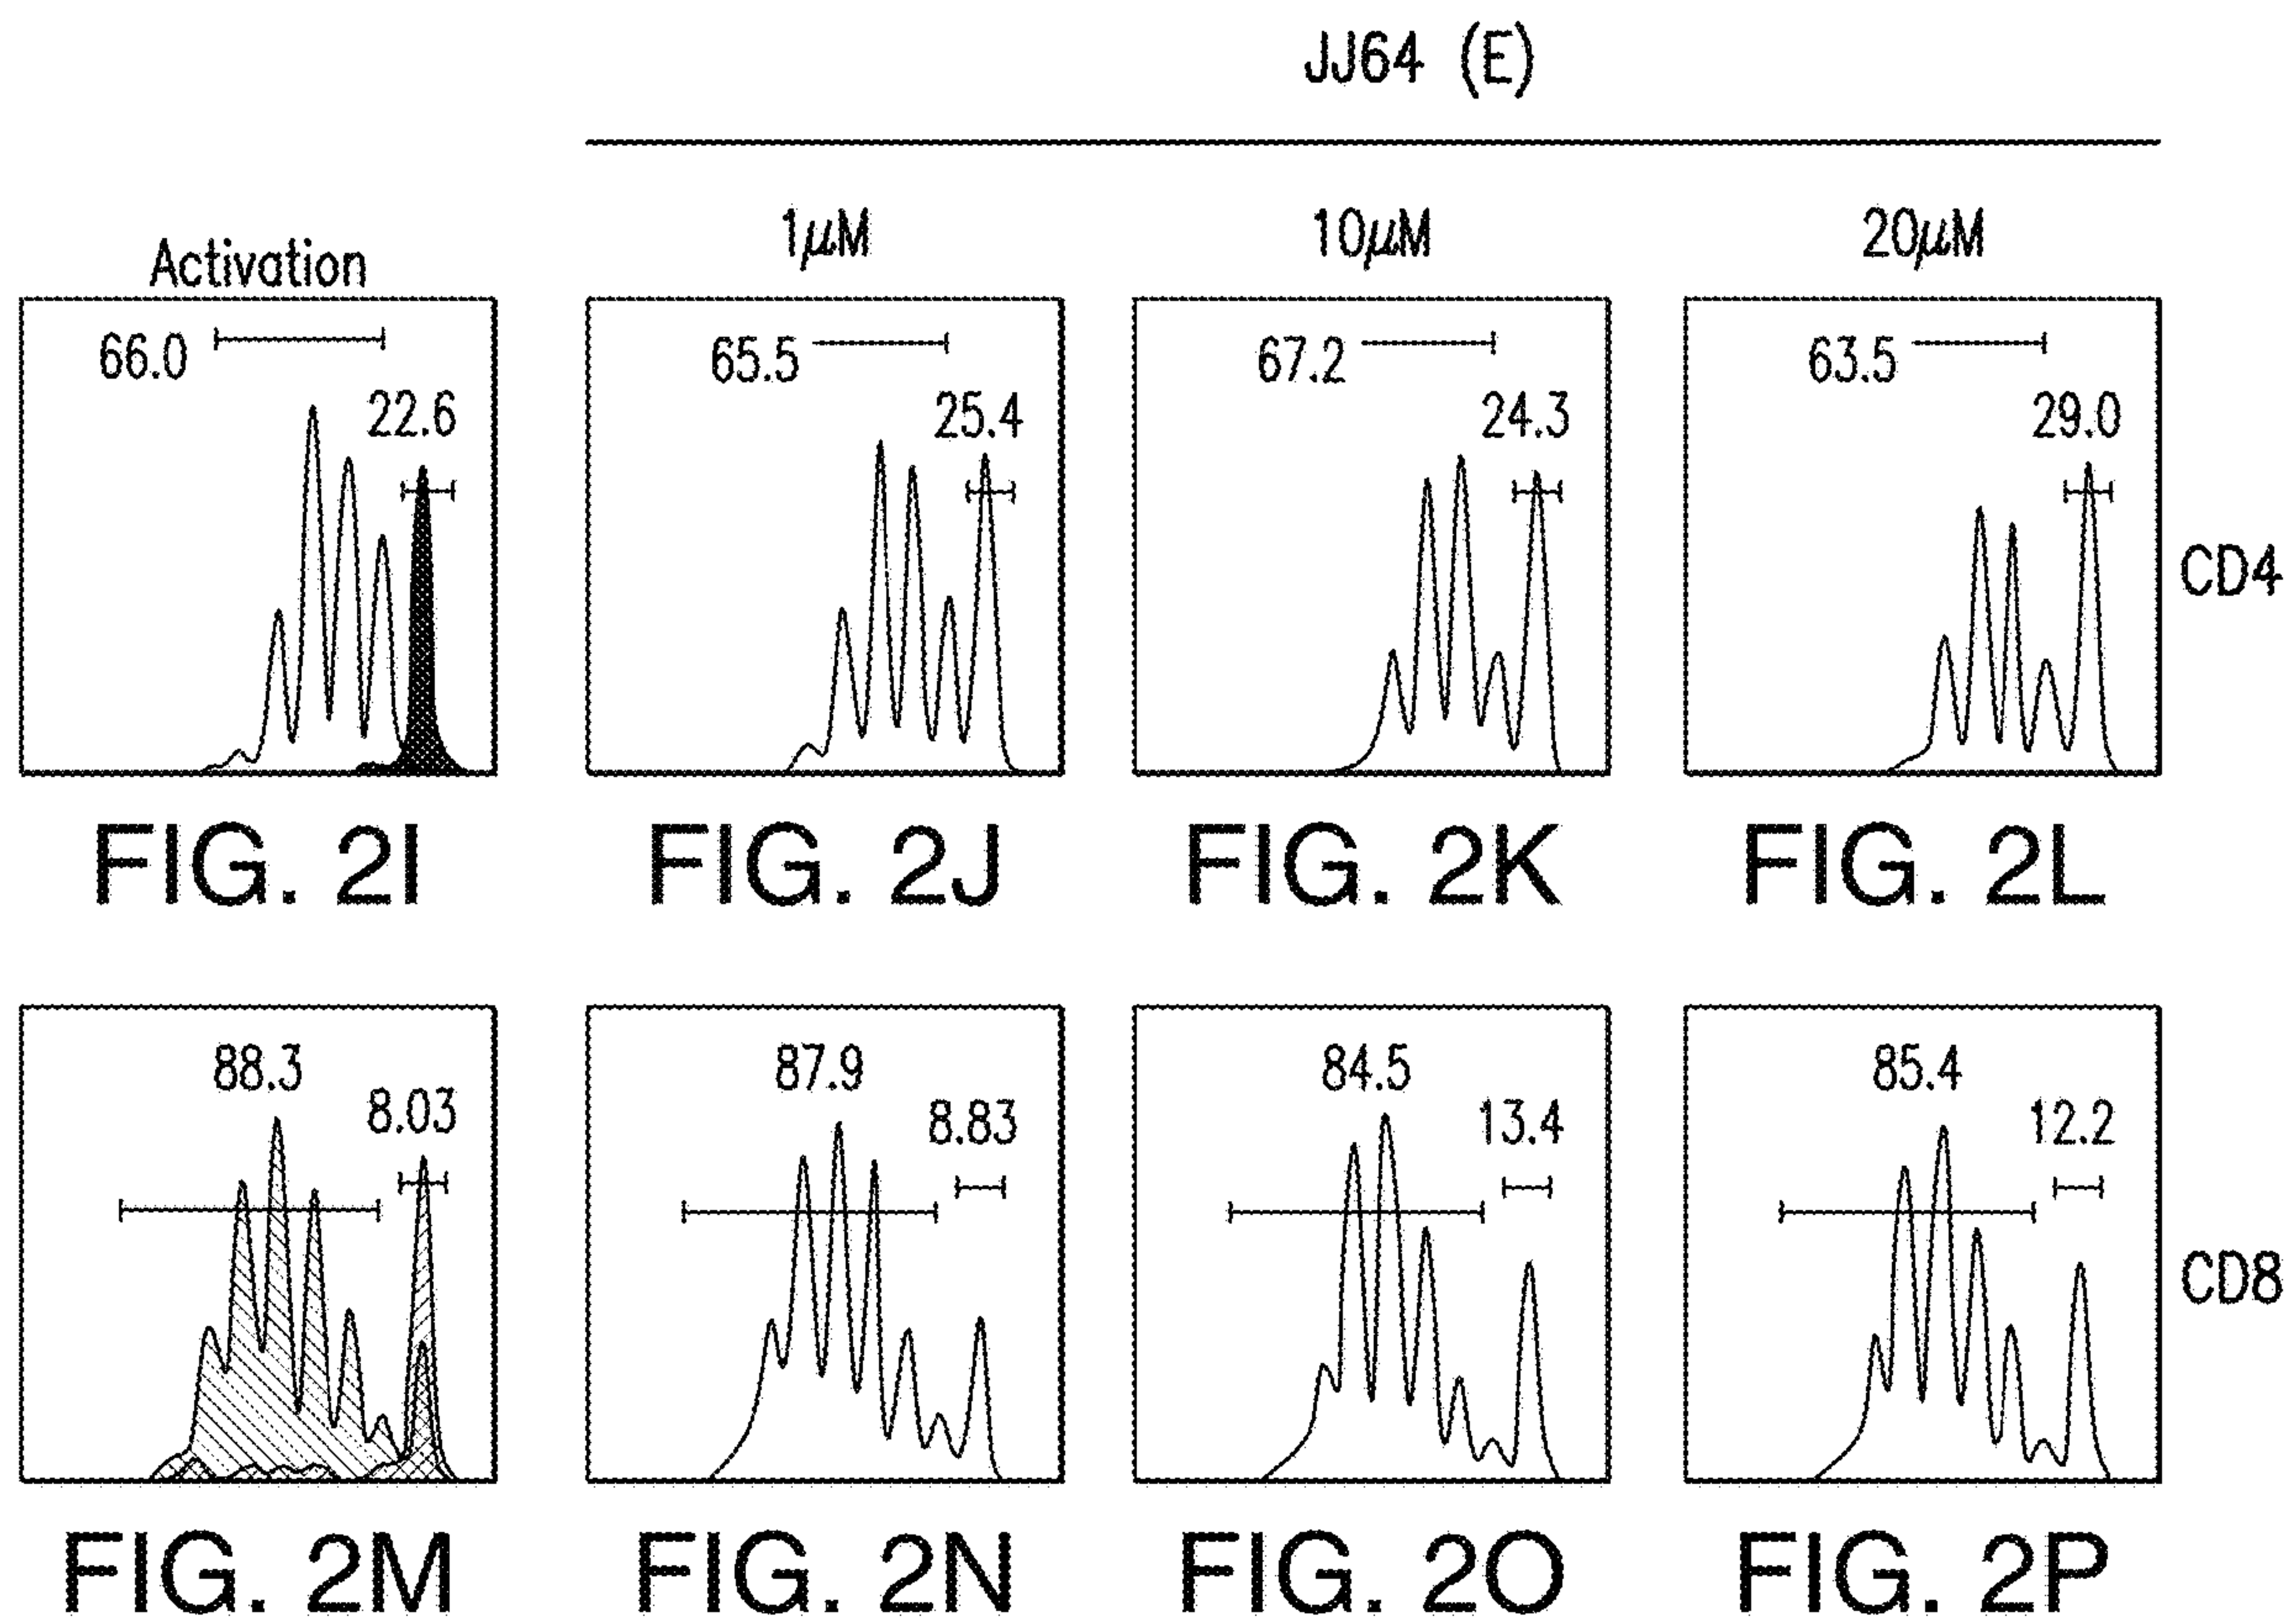 JJ64 (E)
Activation
1μM
10μM
20μM
66.0
22.6
65.5
25.4
67.2
24.3
63.5
29.0
CD4
FIG. 2I
FIG. 2J
FIG. 2K
FIG. 2L
88.3
8.03
87.9
8.83
84.5
13.4
85.4
12.2
CD8
FIG. 2M
FIG. 2N
FIG. 2O
FIG. 2P